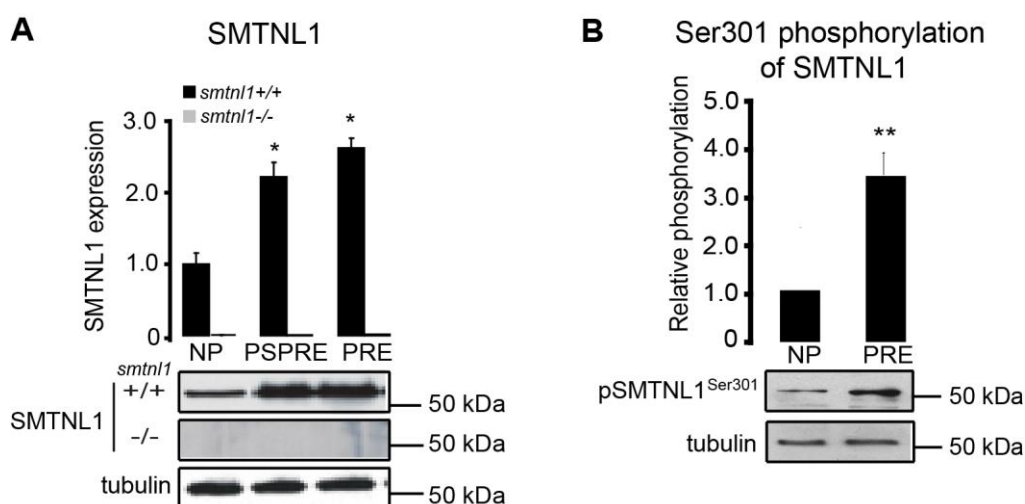 A
SMTNL1
smtnl1+/+
smtnl1-/-
SMTNL1 expression
3.0
2.0
1.0
0
*
*
NP PSPRE PRE
smtnl1
+/+
SMTNL1
-/-
tubulin
50 kDa
50 kDa
50 kDa
B
Ser301 phosphorylation
of SMTNL1
Relative phosphorylation
5.0
4.0
3.0
2.0
1.0
0
**
NP PRE
pSMTNL1Ser301
50 kDa
tubulin
50 kDa